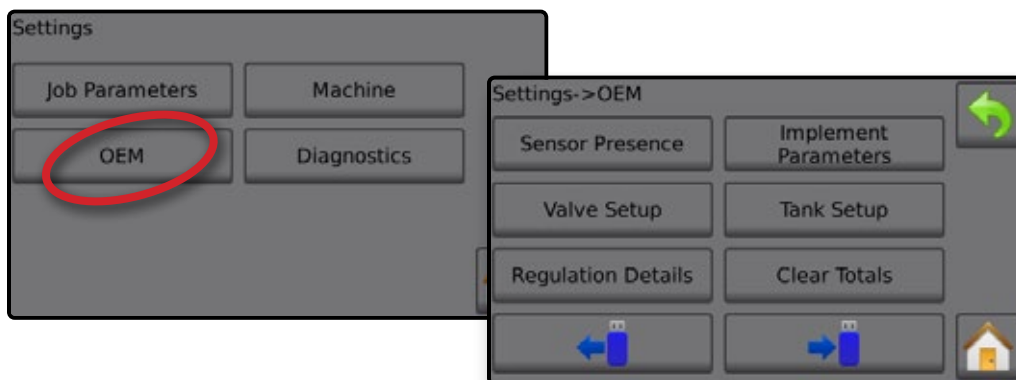 Settings
Job Parameters
Machine
OEM
Diagnostics
Settings->OEM
Sensor Presence
Implement
Parameters
Valve Setup
Tank Setup
Regulation Details
Clear Totals